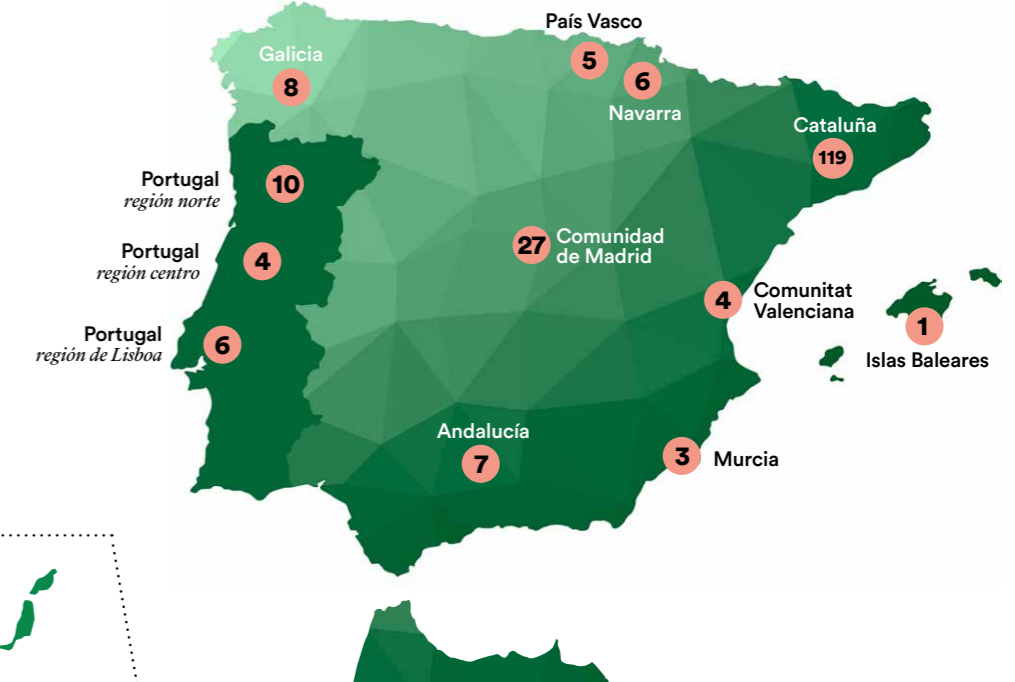 País Vasco
5
Galicia
8
6
Navarra
Cataluña
119
Portugal
región norte
10
Portugal
región centro
4
27
Comunidad
de Madrid
4
Comunitat
Valenciana
1
Islas Baleares
Portugal
región de Lisboa
6
Andalucía
7
3
Murcia